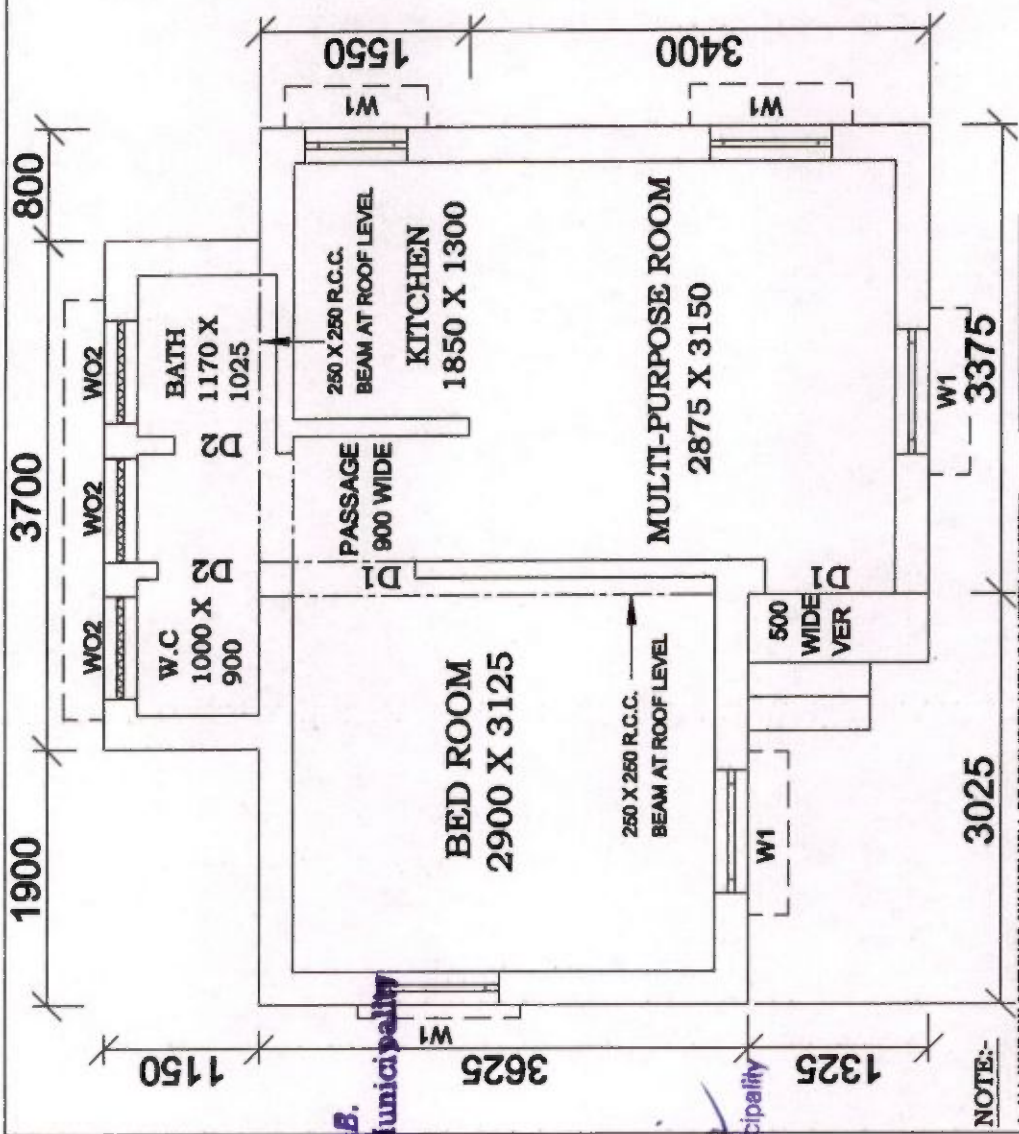 1900
3700
800
WO2
WO2
WO2
W.C
1000 X
900
D2
D2
BATH
1170 X
1025
1150
3625
1325
1550
3400
250 X 250 R.C.C.
BEAM AT ROOF LEVEL
KITCHEN
1850 X 1300
PASSAGE
900 WIDE
D1
W1
W1
BED ROOM
2900 X 3125
MULTI-PURPOSE ROOM
2875 X 3150
250 X 250 R.C.C.
BEAM AT ROOF LEVEL
D1
500
WIDE
VER
W1
W1
W1
3025
3375
B.
unicipality
cipality
NOTE:-